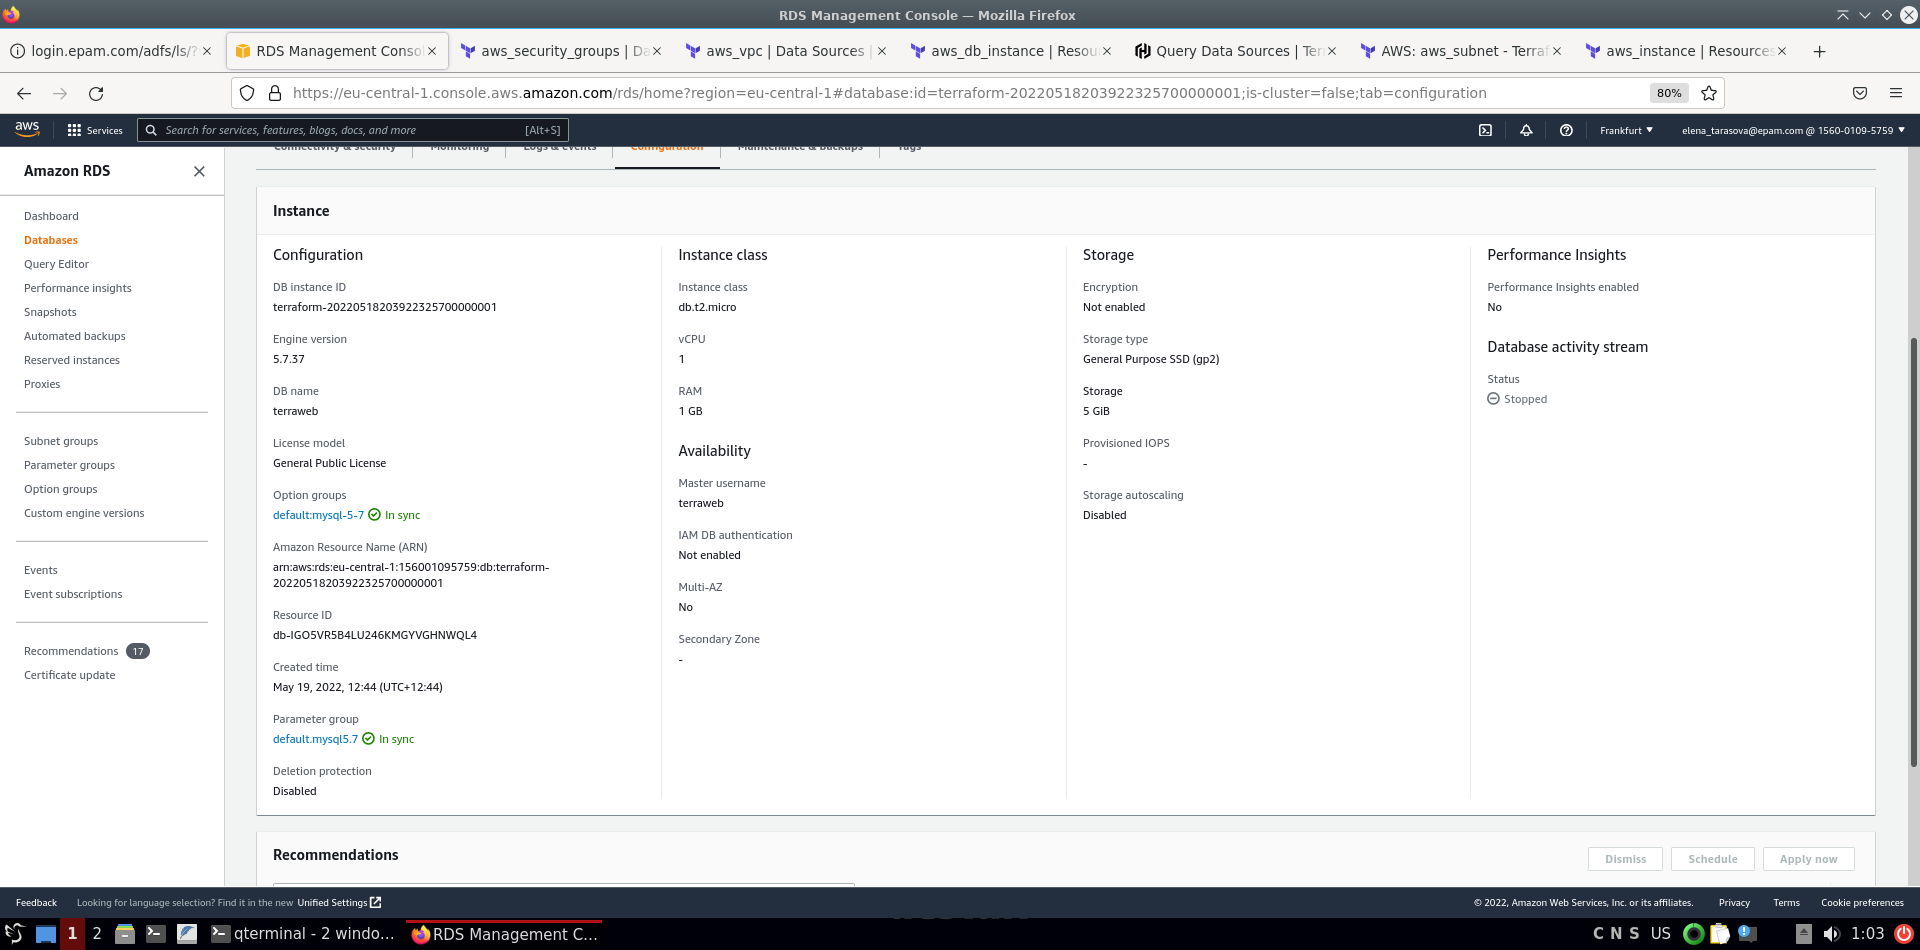 RDS Management Console — Mozilla Firefox
login.epam.com/adfs/ls/?
RDS Management Conso
aws_security_groups | Da
aws_vpc | Data Sources |
aws_db_instance | Resou
Query Data Sources | Ter
AWS: aws_subnet - Terraf
aws_instance | Resources
https://eu-central-1.console.aws.amazon.com/rds/home?region=eu-central-1#database:id=terraform-20220518203922325700000001;is-cluster=false;tab=configuration
80%
aws
Services
Search for services, features, blogs, docs, and more
[Alt+S]
Frankfurt
elena_tarasova@epam.com @ 1560-0109-5759
Connectivity & security
Monitoring
Logs & events
Configuration
Maintenance & backups
Tags
Amazon RDS
Dashboard
Databases
Query Editor
Performance insights
Snapshots
Automated backups
Reserved instances
Proxies
Subnet groups
Parameter groups
Option groups
Custom engine versions
Events
Event subscriptions
Recommendations 17
Certificate update
Instance
Configuration
DB instance ID
terraform-20220518203922325700000001
Engine version
5.7.37
DB name
terraweb
License model
General Public License
Option groups
default:mysql-5-7 In sync
Amazon Resource Name (ARN)
arn:aws:rds:eu-central-1:156001095759:db:terraform-
20220518203922325700000001
Resource ID
db-IGO5VR5B4LU246KMGYVGHNWQL4
Created time
May 19, 2022, 12:44 (UTC+12:44)
Parameter group
default.mysql5.7 In sync
Deletion protection
Disabled
Instance class
Instance class
db.t2.micro
vCPU
1
RAM
1 GB
Availability
Master username
terraweb
IAM DB authentication
Not enabled
Multi-AZ
No
Secondary Zone
-
Storage
Encryption
Not enabled
Storage type
General Purpose SSD (gp2)
Storage
5 GiB
Provisioned IOPS
-
Storage autoscaling
Disabled
Performance Insights
Performance Insights enabled
No
Database activity stream
Status
Stopped
Recommendations
Dismiss
Schedule
Apply now
Feedback
Looking for language selection? Find it in the new Unified Settings
© 2022, Amazon Web Services, Inc. or its affiliates.
Privacy
Terms
Cookie preferences
1
2
qterminal - 2 windo...
RDS Management C...
C N S
US
1:03